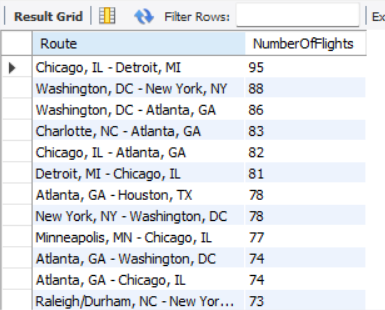 Result Grid Filter Rows: Ex
Route NumberOfFlights
Chicago, IL - Detroit, MI 95
Washington, DC - New York, NY 88
Washington, DC - Atlanta, GA 86
Charlotte, NC - Atlanta, GA 83
Chicago, IL - Atlanta, GA 82
Detroit, MI - Chicago, IL 81
Atlanta, GA - Houston, TX 78
New York, NY - Washington, DC 78
Minneapolis, MN - Chicago, IL 77
Atlanta, GA - Washington, DC 74
Atlanta, GA - Chicago, IL 74
Raleigh/Durham, NC - New Yor... 73